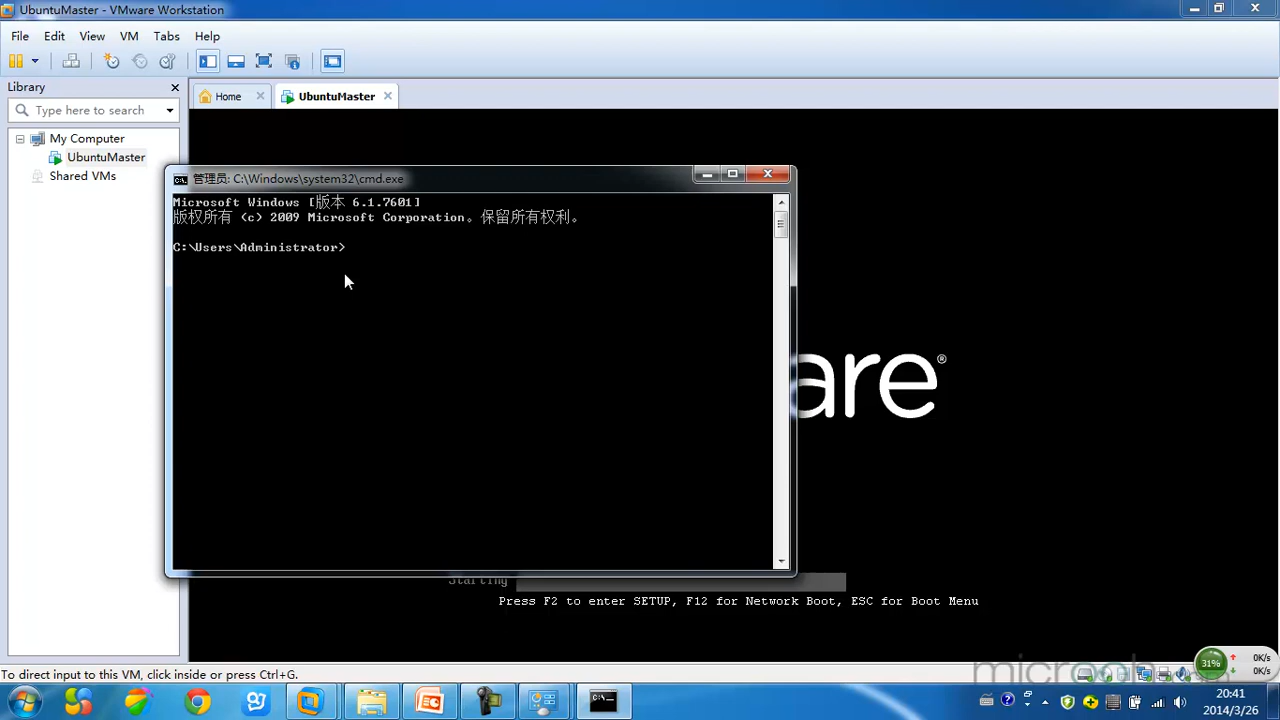 UbuntuMaster - VMware Workstation
File Edit View VM Tabs Help
Library
Type here to search
Home
UbuntuMaster
My Computer
UbuntuMaster
Shared VMs
管理员: C:\Windows\system32\cmd.exe
Microsoft Windows [版本 6.1.7601]
版权所有 (c) 2009 Microsoft Corporation。保留所有权利。
C:\Users\Administrator>
are®
Starting
Press F2 to enter SETUP, F12 for Network Boot, ESC for Boot Menu
To direct input to this VM, click inside or press Ctrl+G.
31%
0K/s
0K/s
20:41
2014/3/26